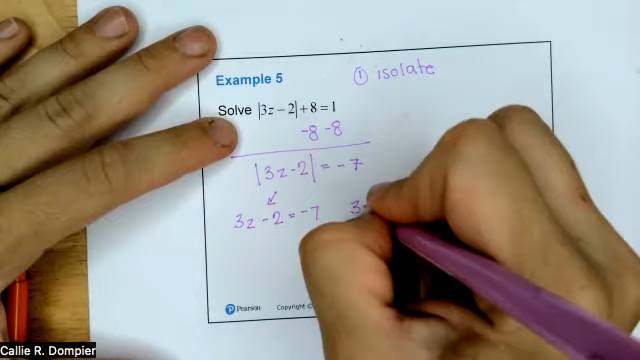 Example 5
① isolate
Solve |3z − 2| + 8 = 1
-8 -8
|3z -2| = -7
3z -2 = -7 3
Pearson Copyright ©
Callie R. Dompier